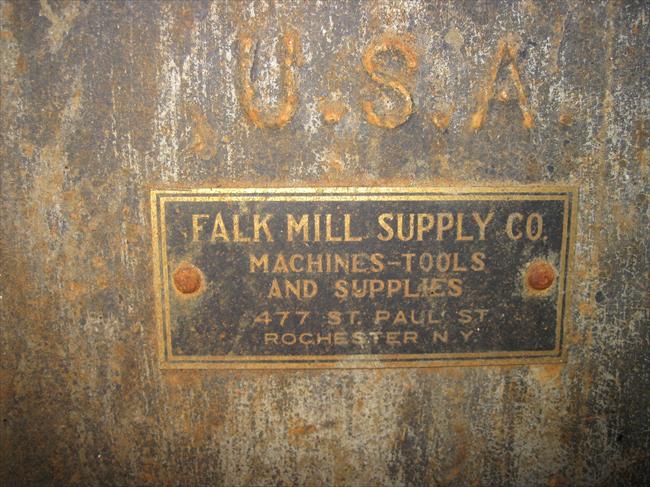 U.S.A
FALK MILL SUPPLY CO.
MACHINES-TOOLS
AND SUPPLIES
477 ST. PAUL ST
ROCHESTER N.Y.